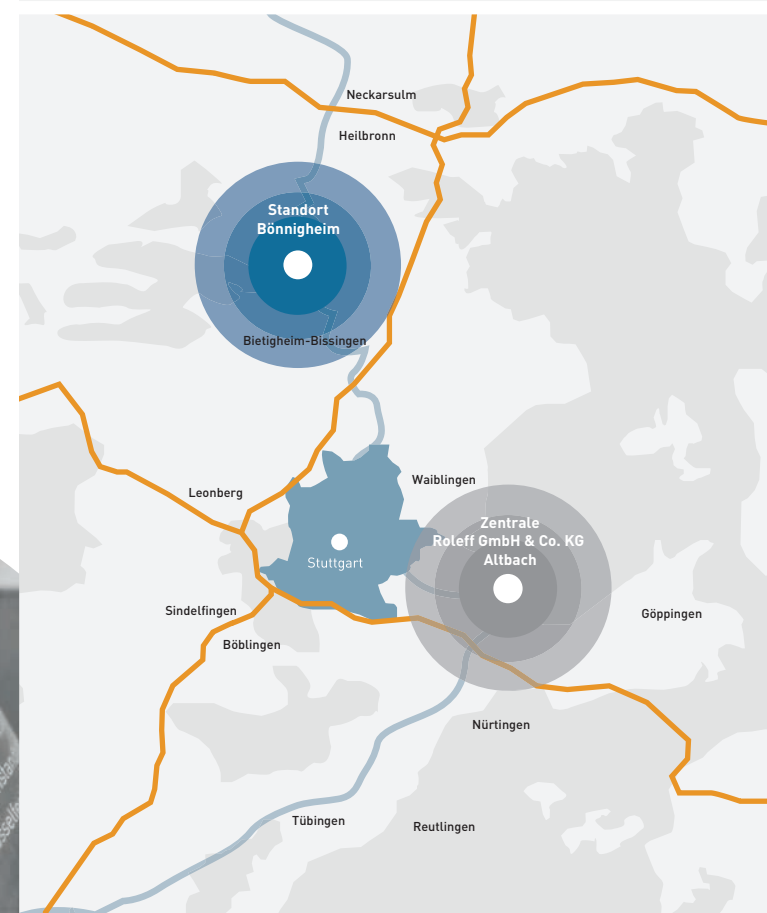 Neckarsulm
Heilbronn
Standort
Bönnigheim
Bietigheim-Bissingen
Waiblingen
Leonberg
Zentrale
Roleff GmbH & Co. KG
Altbach
Stuttgart
Sindelfingen
Göppingen
Böblingen
Nürtingen
Tübingen
Reutlingen